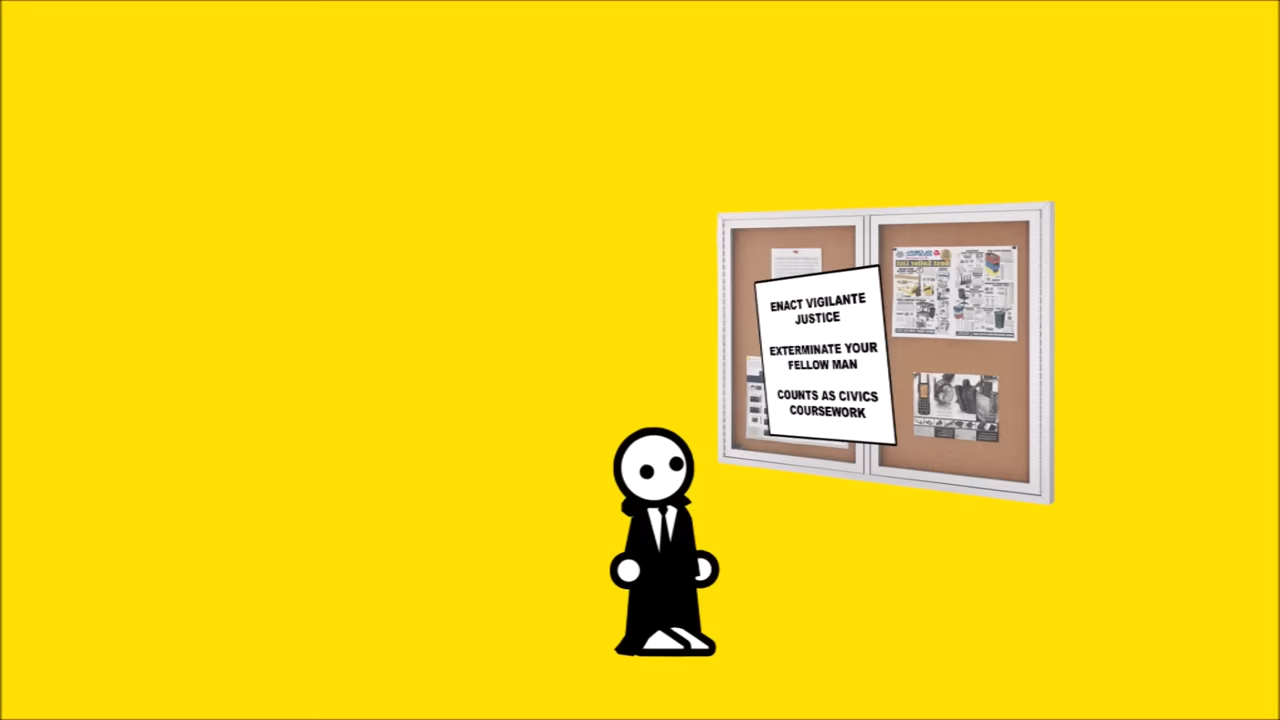 ENACT VIGILANTE
JUSTICE
EXTERMINATE YOUR
FELLOW MAN
COUNTS AS CIVICS
COURSEWORK